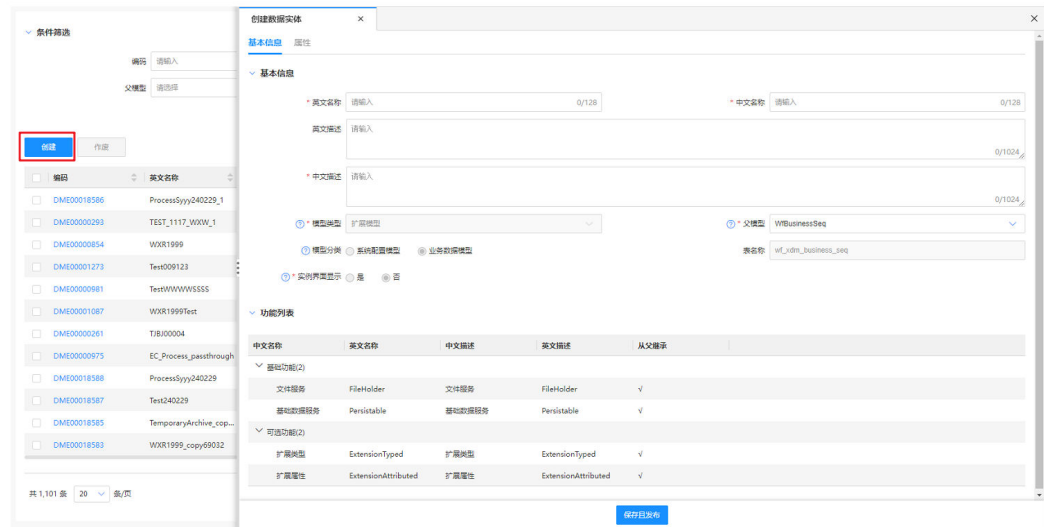 条件筛选
编码 请输入
父模型 请选择
创建 作废
编码 英文名称
DME00018586 ProcessSyyy240229_1
DME00000293 TEST_1117_WXW_1
DME00000854 WXR1999
DME00001273 Test009123
DME00000981 TestWWWWSSSS
DME00001087 WXR1999Test
DME00000261 TJBJ00004
DME00000975 EC_Process_passthrough
DME00018588 ProcessSyyy240229
DME00018587 Test240229
DME00018585 TemporaryArchive_cop...
DME00018583 WXR1999_copy69032
共 1,101 条 20 条/页
创建数据实体 × ×
基本信息 属性
基本信息
* 英文名称 请输入 0/128 * 中文名称 请输入 0/128
英文描述 请输入 0/1024
* 中文描述 请输入 0/1024
? * 模型类型 扩展模型 ? * 父模型 WfBusinessSeq
? 模型分类 系统配置模型 业务数据模型 表名称 wf_xdm_business_seq
? * 实例界面显示 是 否
功能列表
中文名称 英文名称 中文描述 英文描述 从父继承
基础功能(2)
文件服务 FileHolder 文件服务 FileHolder √
基础数据服务 Persistable 基础数据服务 Persistable √
可选功能(2)
扩展类型 ExtensionTyped 扩展类型 ExtensionTyped √
扩展属性 ExtensionAttributed 扩展属性 ExtensionAttributed √
保存且发布